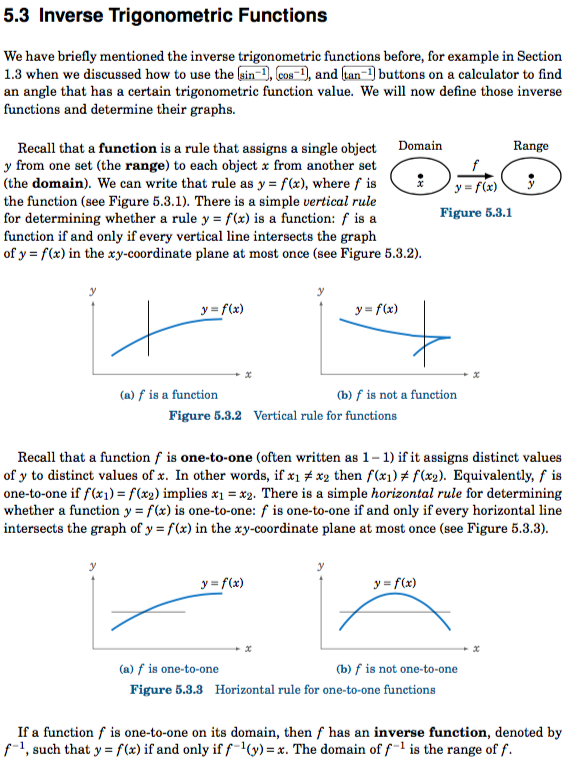 5.3 Inverse Trigonometric Functions
We have briefly mentioned the inverse trigonometric functions before, for example in Section
1.3 when we discussed how to use the sin⁻¹, cos⁻¹, and tan⁻¹ buttons on a calculator to find
an angle that has a certain trigonometric function value. We will now define those inverse
functions and determine their graphs.
Recall that a function is a rule that assigns a single object
y from one set (the range) to each object x from another set
(the domain). We can write that rule as y = f(x), where f is
the function (see Figure 5.3.1). There is a simple vertical rule
for determining whether a rule y = f(x) is a function: f is a
function if and only if every vertical line intersects the graph
of y = f(x) in the xy-coordinate plane at most once (see Figure 5.3.2).
Domain Range
f
x y = f(x) y
Figure 5.3.1
y
y = f(x)
x
(a) f is a function
y
y = f(x)
x
(b) f is not a function
Figure 5.3.2 Vertical rule for functions
Recall that a function f is one-to-one (often written as 1 − 1) if it assigns distinct values
of y to distinct values of x. In other words, if x₁ ≠ x₂ then f(x₁) ≠ f(x₂). Equivalently, f is
one-to-one if f(x₁) = f(x₂) implies x₁ = x₂. There is a simple horizontal rule for determining
whether a function y = f(x) is one-to-one: f is one-to-one if and only if every horizontal line
intersects the graph of y = f(x) in the xy-coordinate plane at most once (see Figure 5.3.3).
y
y = f(x)
x
(a) f is one-to-one
y
y = f(x)
x
(b) f is not one-to-one
Figure 5.3.3 Horizontal rule for one-to-one functions
If a function f is one-to-one on its domain, then f has an inverse function, denoted by
f⁻¹, such that y = f(x) if and only if f⁻¹(y) = x. The domain of f⁻¹ is the range of f.